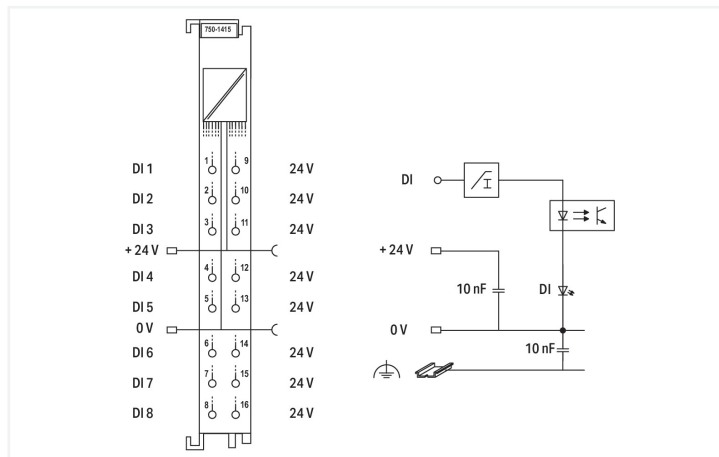 750-1415
DI 1 1 9 24 V
DI 2 2 10 24 V
DI 3 3 11 24 V
+ 24 V
DI 4 4 12 24 V
DI 5 5 13 24 V
0 V
DI 6 6 14 24 V
DI 7 7 15 24 V
DI 8 8 16 24 V
DI I
+ 24 V
10 nF DI
0 V
10 nF